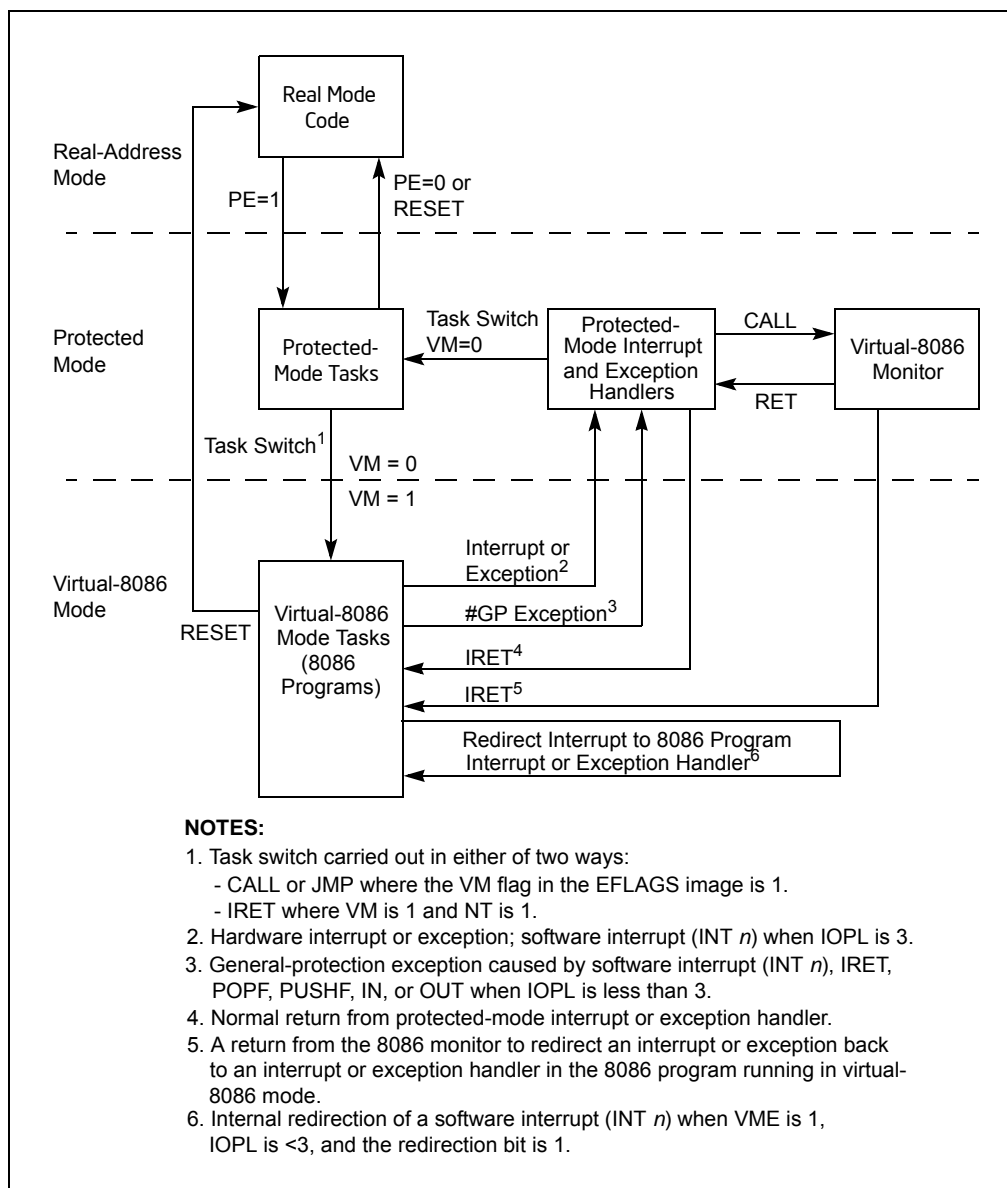 Real Mode
Code
Real-Address
Mode
PE=1
PE=0 or
RESET
Protected
Mode
Protected-
Mode Tasks
Task Switch
VM=0
Protected-
Mode Interrupt
and Exception
Handlers
CALL
RET
Virtual-8086
Monitor
Task Switch1
VM = 0
VM = 1
Virtual-8086
Mode
RESET
Virtual-8086
Mode Tasks
(8086
Programs)
Interrupt or
Exception2
#GP Exception3
IRET4
IRET5
Redirect Interrupt to 8086 Program
Interrupt or Exception Handler6
NOTES:
1. Task switch carried out in either of two ways:
- CALL or JMP where the VM flag in the EFLAGS image is 1.
- IRET where VM is 1 and NT is 1.
2. Hardware interrupt or exception; software interrupt (INT n) when IOPL is 3.
3. General-protection exception caused by software interrupt (INT n), IRET,
POPF, PUSHF, IN, or OUT when IOPL is less than 3.
4. Normal return from protected-mode interrupt or exception handler.
5. A return from the 8086 monitor to redirect an interrupt or exception back
to an interrupt or exception handler in the 8086 program running in virtual-
8086 mode.
6. Internal redirection of a software interrupt (INT n) when VME is 1,
IOPL is <3, and the redirection bit is 1.